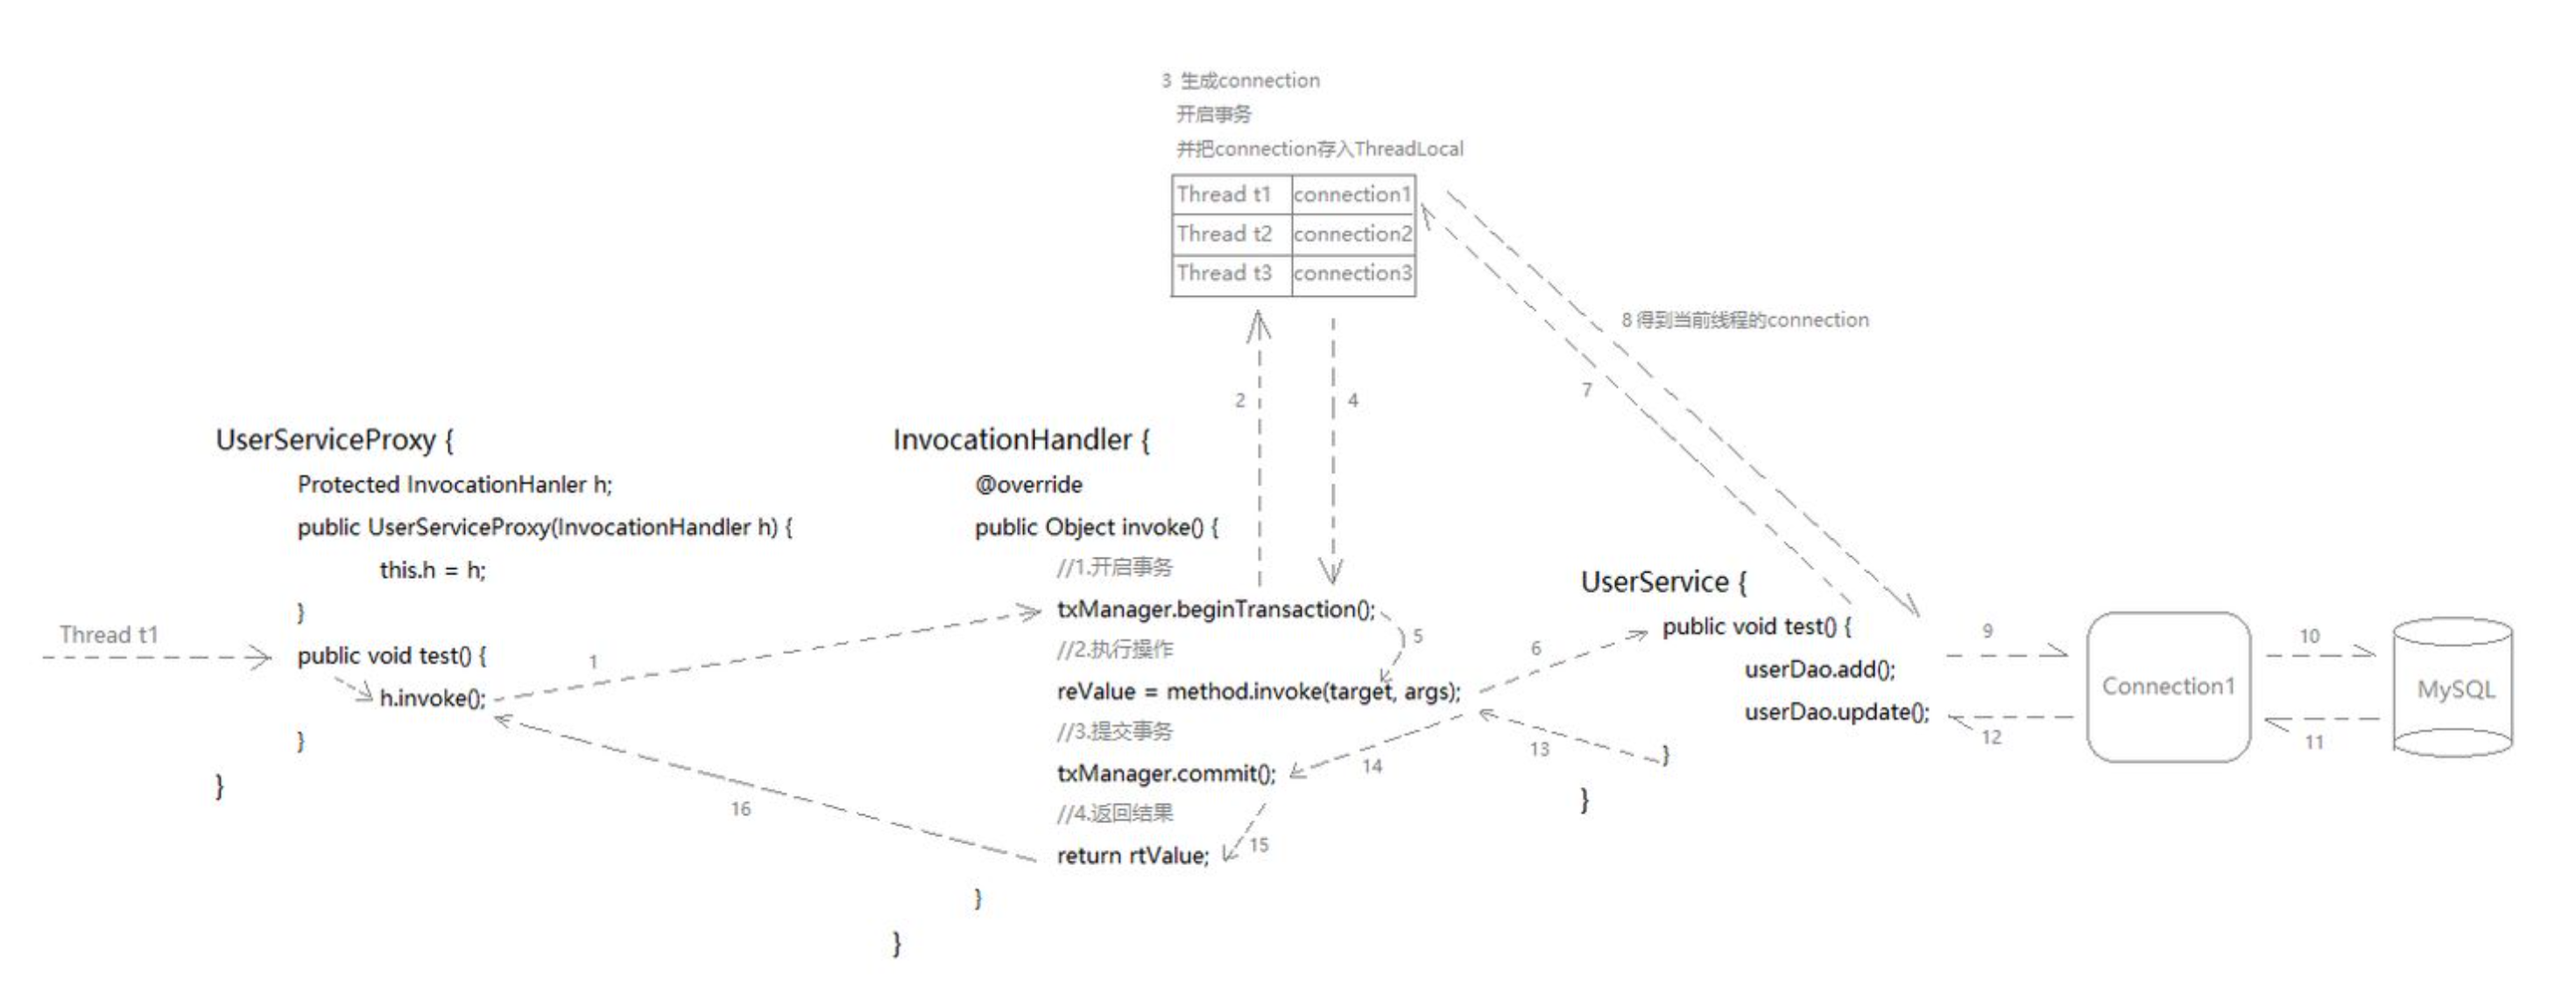 3 生成connection
开启事务
并把connection存入ThreadLocal
Thread t1 connection1
Thread t2 connection2
Thread t3 connection3
8 得到当前线程的connection
7
2
4
UserServiceProxy {
Protected InvocationHanler h;
public UserServiceProxy(InvocationHandler h) {
this.h = h;
}
Thread t1
public void test() {
h.invoke();
}
}
1
16
InvocationHandler {
@override
public Object invoke() {
//1.开启事务
txManager.beginTransaction();
5
//2.执行操作
reValue = method.invoke(target, args);
//3.提交事务
txManager.commit();
//4.返回结果
return rtValue;
15
}
}
6
13
14
UserService {
public void test() {
userDao.add();
userDao.update();
}
}
9
12
Connection1
10
11
MySQL